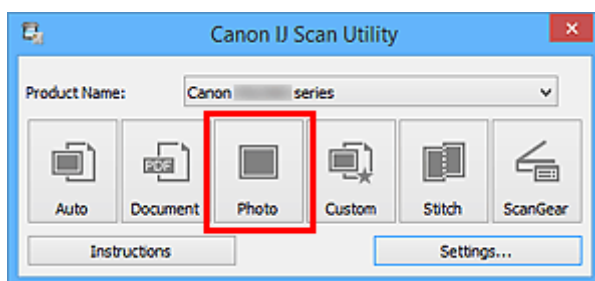 Canon IJ Scan Utility
Product Name: Canon series
PDF
Auto Document Photo Custom Stitch ScanGear
Instructions Settings...